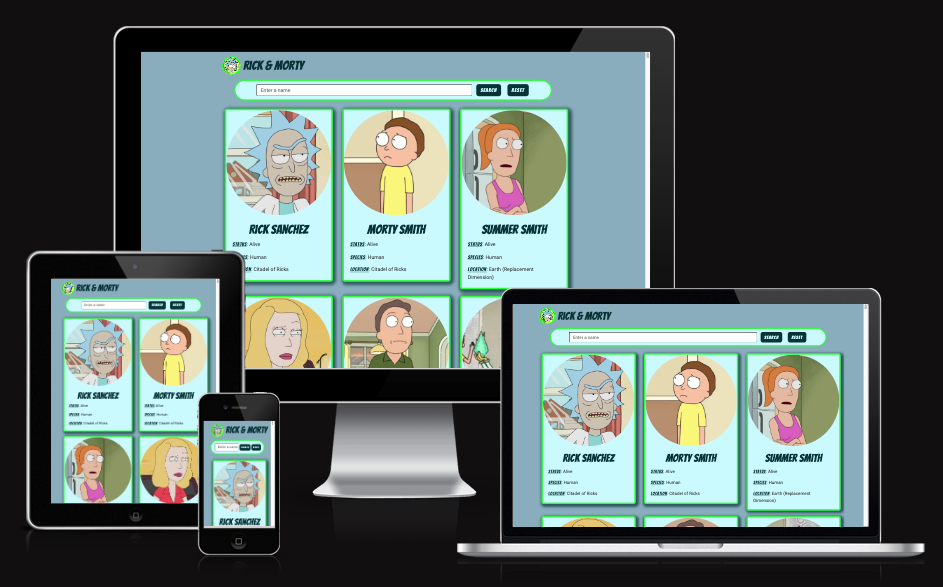 RICK & MORTY
Enter a name SEARCH RESET
RICK SANCHEZ MORTY SMITH SUMMER SMITH
STATUS: Alive STATUS: Alive STATUS: Alive
: Human SPECIES: Human SPECIES: Human
: Citadel of Ricks LOCATION: Citadel of Ricks LOCATION: Earth (Replacement
Dimension)
RICK & MORTY
Enter a name SEARCH RESET
RICK SANCHEZ MORTY SMITH
STATUS: Alive STATUS: Alive
SPECIES: Human SPECIES: Human
LOCATION: Citadel of Ricks LOCATION: Citadel of Ricks
RICK & MORTY
Enter a name SEARCH RESET
RICK SANCHEZ
RICK & MORTY
Enter a name SEARCH RESET
RICK SANCHEZ MORTY SMITH SUMMER SMITH
STATUS: Alive STATUS: Alive STATUS: Alive
SPECIES: Human SPECIES: Human SPECIES: Human
LOCATION: Citadel of Ricks LOCATION: Citadel of Ricks LOCATION: Earth (Replacement
Dimension)